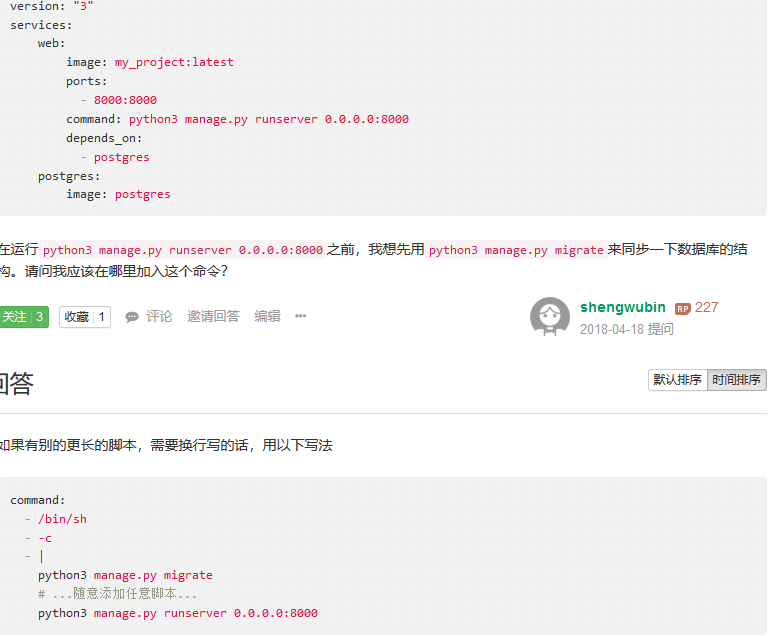 version: "3"
services:
web:
image: my_project:latest
ports:
- 8000:8000
command: python3 manage.py runserver 0.0.0.0:8000
depends_on:
- postgres
postgres:
image: postgres
在运行 python3 manage.py runserver 0.0.0.0:8000 之前，我想先用 python3 manage.py migrate 来同步一下数据库的结
构。请问我应该在哪里加入这个命令？
关注 | 3 收藏 | 1 评论 邀请回答 编辑 ···
shengwubin RP 227
2018-04-18 提问
回答
默认排序 时间排序
如果有别的更长的脚本，需要换行写的话，用以下写法
command:
- /bin/sh
- -c
- |
python3 manage.py migrate
# ...随意添加任意脚本...
python3 manage.py runserver 0.0.0.0:8000